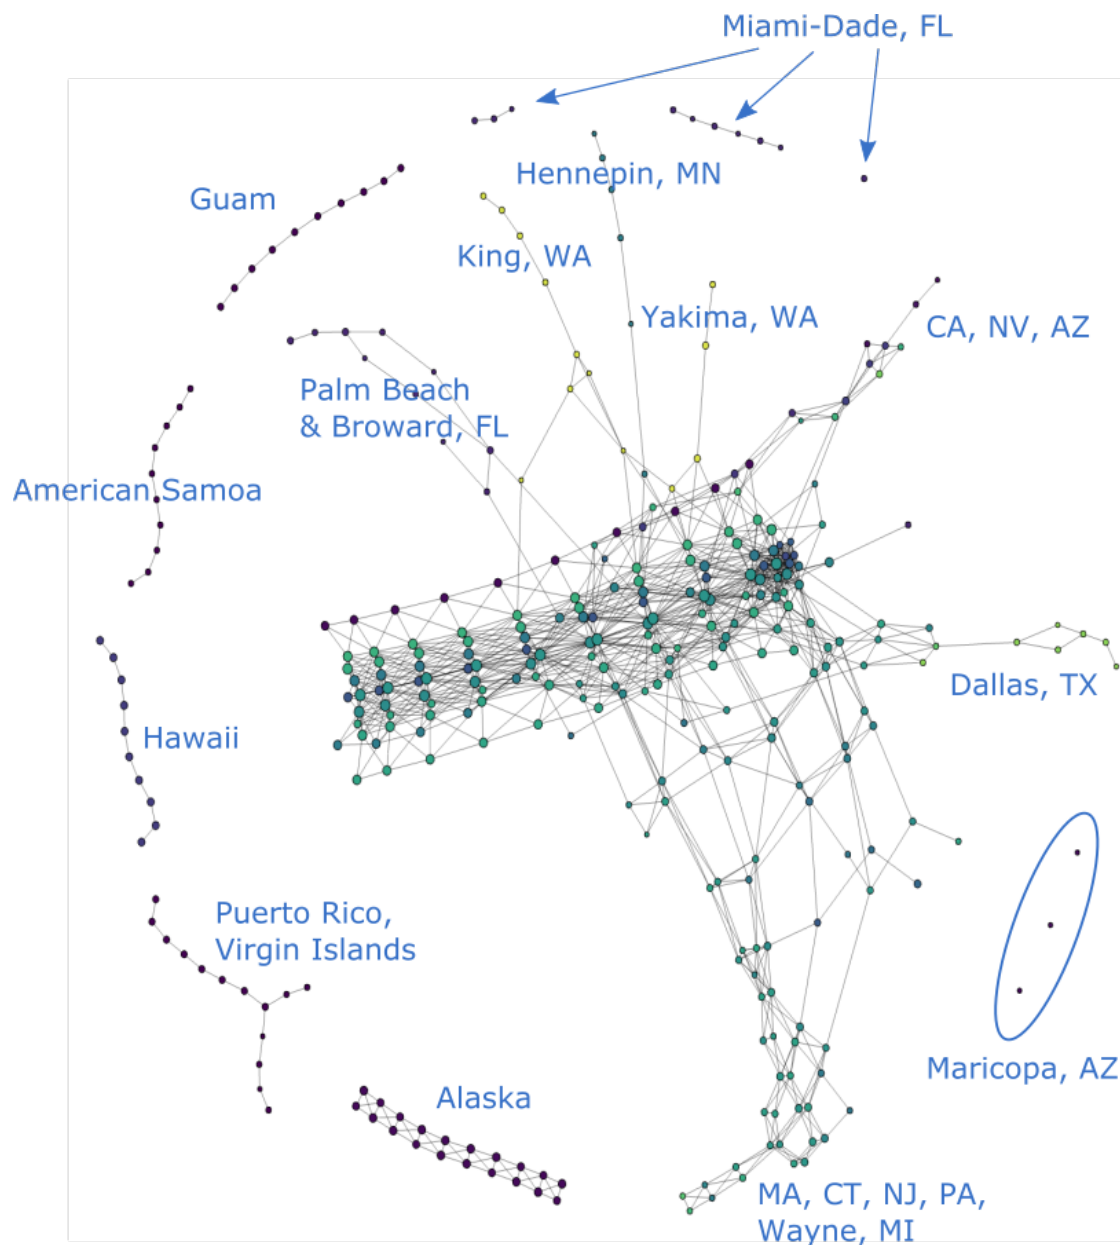 Miami-Dade, FL
Hennepin, MN
Guam
King, WA
Yakima, WA
CA, NV, AZ
Palm Beach
& Broward, FL
American Samoa
Dallas, TX
Hawaii
Puerto Rico,
Virgin Islands
Maricopa, AZ
Alaska
MA, CT, NJ, PA,
Wayne, MI